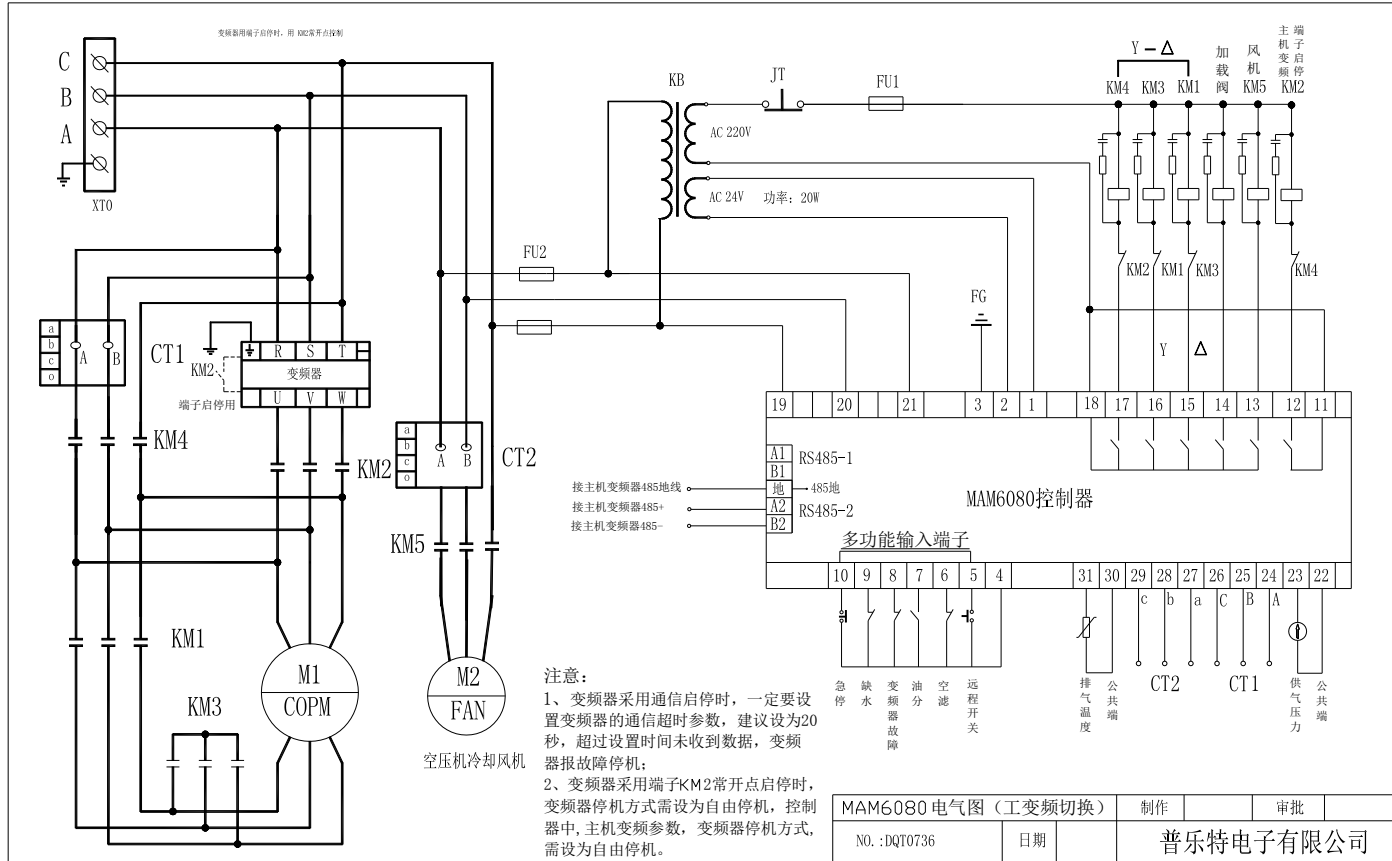 变频器用端子启停时，用 KM2常开点控制
C
B
A
XT0
KB
JT
FU1
AC 220V
AC 24V 功率：20W
Y - Δ
KM4 KM3 KM1
加载阀
风机
KM5
主机变频
端子启停
KM2
KM2 KM1 KM3 KM4
FU2
FG
Y Δ
a
b
c
o
A B
CT1
KM2
R S T
变频器
U V W
端子启停用
KM4
KM2
a
b
c
o
A B
CT2
KM5
KM1
KM3
M1
COPM
M2
FAN
空压机冷却风机
19 20 21 3 2 1 18 17 16 15 14 13 12 11
A1
B1
RS485-1
地
485地
A2
B2
RS485-2
接主机变频器485地线
接主机变频器485+
接主机变频器485-
MAM6080控制器
多功能输入端子
10 9 8 7 6 5 4 31 30 29 28 27 26 25 24 23 22
c b a C B A
急停
缺水
变频器故障
油分
空滤
远程开关
排气温度
公共端
CT2
CT1
供气压力
公共端
注意：
1、变频器采用通信启停时，一定要设
置变频器的通信超时参数，建议设为20
秒，超过设置时间未收到数据，变频
器报故障停机；
2、变频器采用端子KM2常开点启停时，
变频器停机方式需设为自由停机，控制
器中,主机变频参数，变频器停机方式,
需设为自由停机。
MAM6080电气图（工变频切换） 制作 审批
NO.:DQT0736 日期 普乐特电子有限公司